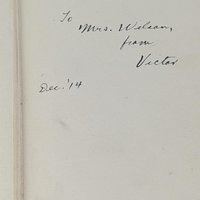 To
Mrs. Wilson,
from
Victor
Dec. '14